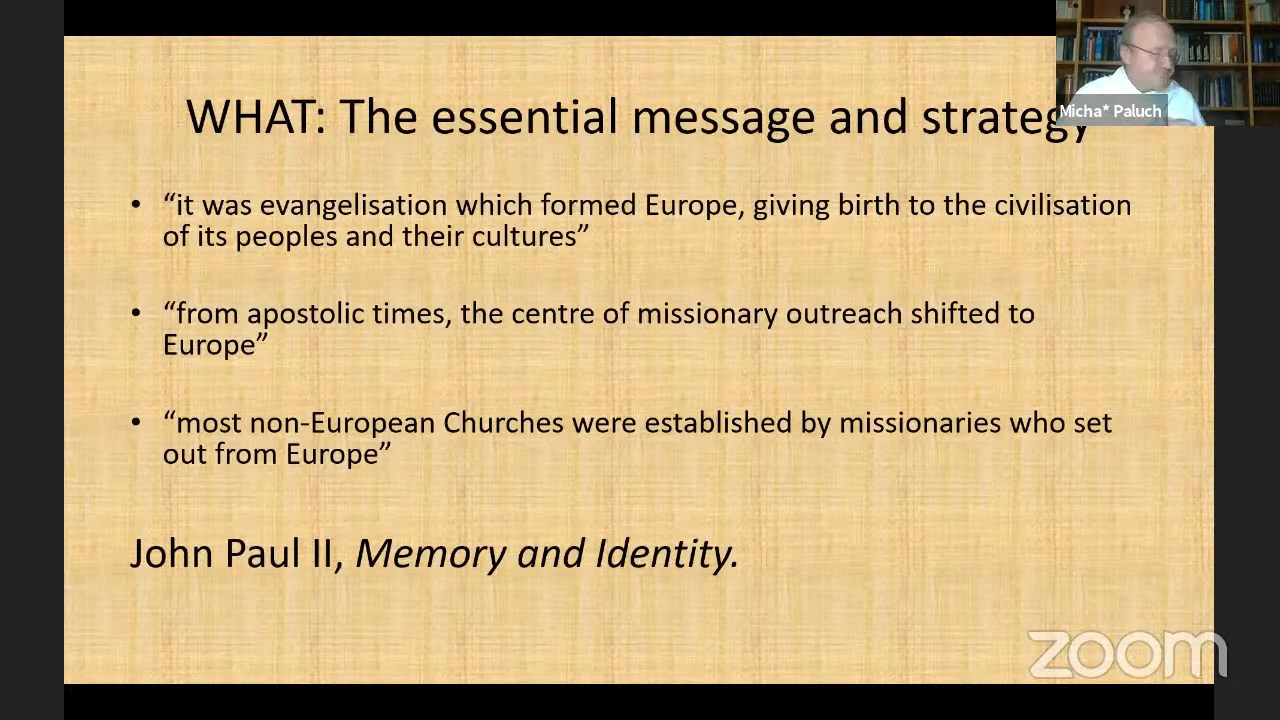 WHAT: The essential message and strategy
Micha* Paluch
• “it was evangelisation which formed Europe, giving birth to the civilisation
of its peoples and their cultures”
• “from apostolic times, the centre of missionary outreach shifted to
Europe”
• “most non-European Churches were established by missionaries who set
out from Europe”
John Paul II, Memory and Identity.
zoom